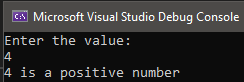 Microsoft Visual Studio Debug Console
Enter the value:
4
4 is a positive number